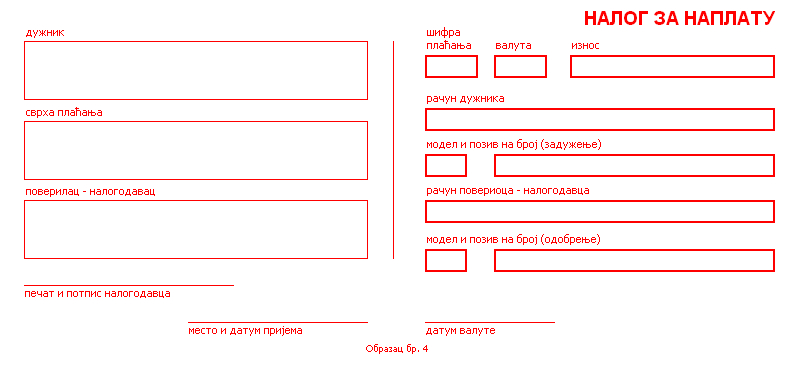 НАЛОГ ЗА НАПЛАТУ
дужник
сврха плаћања
поверилац - налогодавац
печат и потпис налогодавца
место и датум пријема
шифра
плаћања
валута
износ
рачун дужника
модел и позив на број (задужење)
рачун повериоца - налогодавца
модел и позив на број (одобрење)
датум валуте
Образац бр. 4